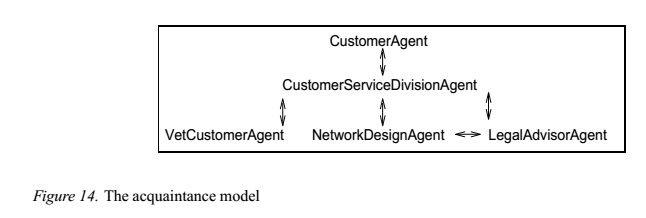 CustomerAgent
CustomerServiceDivisionAgent
VetCustomerAgent NetworkDesignAgent LegalAdvisorAgent
Figure 14. The acquaintance model